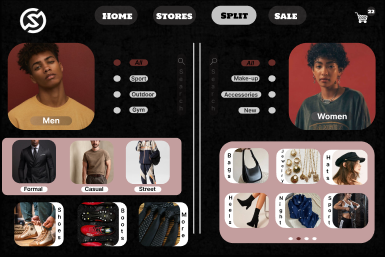 Home
Stores
Split
Sale
23
All
Sport
Outdoor
Gym
Men
All
Make-up
Accessories
New
Women
Formal
Casual
Street
Shoes
Boots
More
Bags
Jewelry
Hats
Heels
Night
Sport